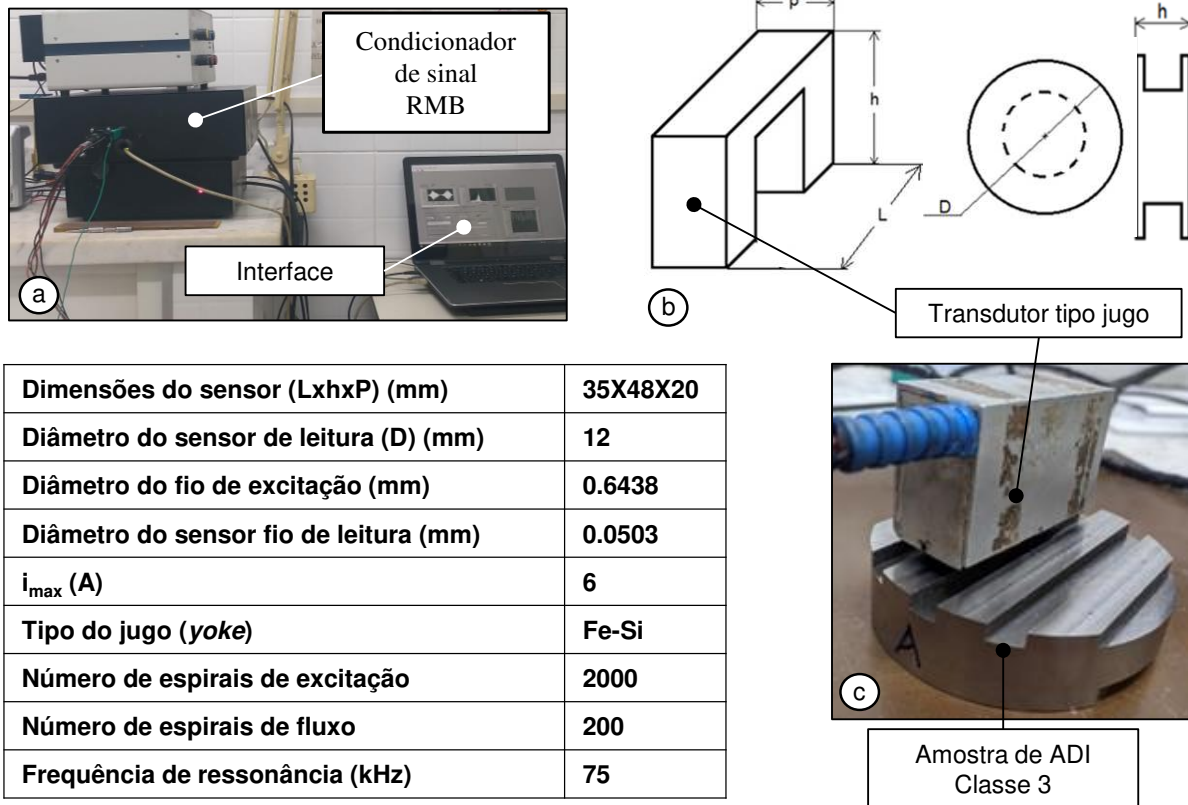 Condicionador
de sinal
RMB
Interface
a
P
h
L
b
D
h
Transdutor tipo jugo
Dimensões do sensor (LxhxP) (mm) 35X48X20
Diâmetro do sensor de leitura (D) (mm) 12
Diâmetro do fio de excitação (mm) 0.6438
Diâmetro do sensor fio de leitura (mm) 0.0503
imax (A) 6
Tipo do jugo (yoke) Fe-Si
Número de espirais de excitação 2000
Número de espirais de fluxo 200
Frequência de ressonância (kHz) 75
A
c
Amostra de ADI
Classe 3